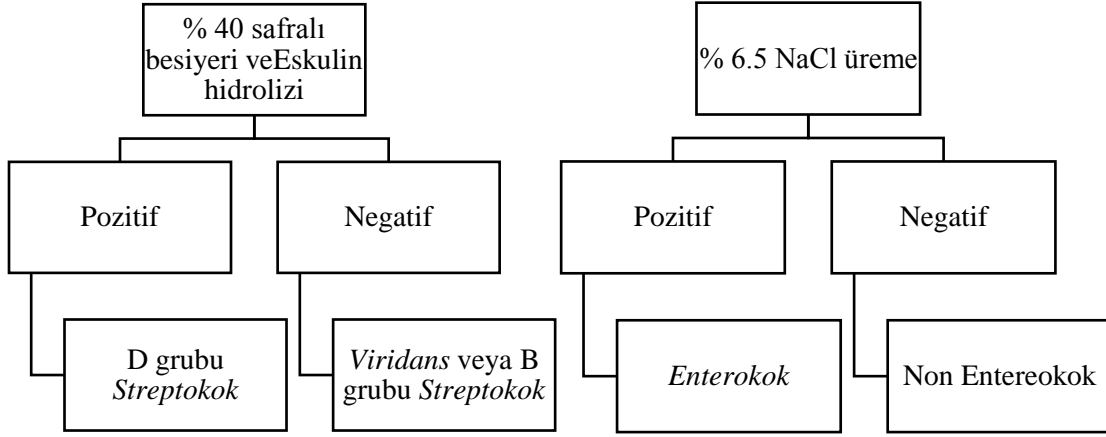 % 40 safralı
besiyeri veEskulin
hidrolizi
Pozitif
Negatif
D grubu
Streptokok
Viridans veya B
grubu Streptokok
% 6.5 NaCl üreme
Pozitif
Negatif
Enterokok
Non Entereokok